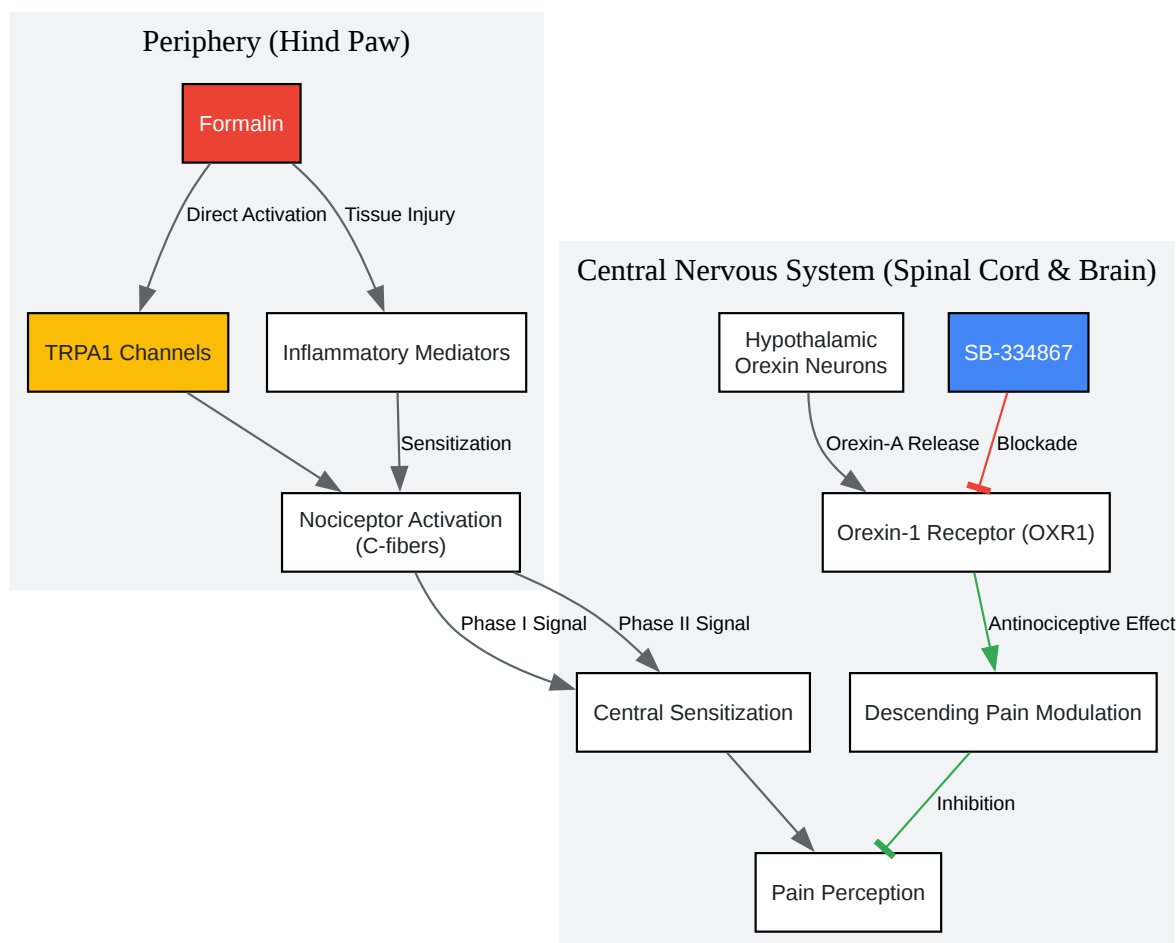 Periphery (Hind Paw)
Formalin
Direct Activation
Tissue Injury
Central Nervous System (Spinal Cord & Brain)
TRPA1 Channels
Inflammatory Mediators
Hypothalamic
Orexin Neurons
SB-334867
Sensitization
Orexin-A Release
Blockade
Nociceptor Activation
(C-fibers)
Orexin-1 Receptor (OXR1)
Phase I Signal
Phase II Signal
Antinociceptive Effect
Central Sensitization
Descending Pain Modulation
Inhibition
Pain Perception